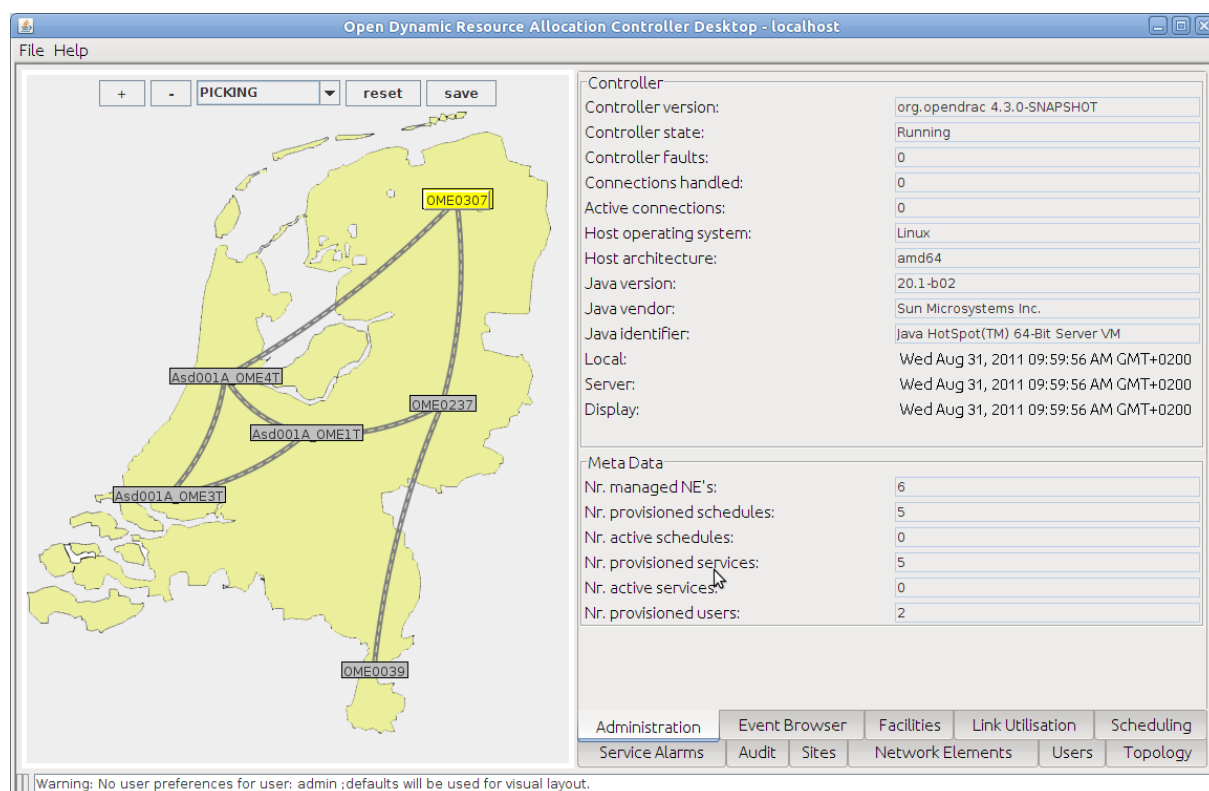 Open Dynamic Resource Allocation Controller Desktop - localhost
File Help
+ - PICKING reset save
OME0307
Asd001A_OME4T
OME0237
Asd001A_OME1T
Asd001A_OME3T
OME0039
Controller
Controller version: org.opendrac 4.3.0-SNAPSHOT
Controller state: Running
Controller faults: 0
Connections handled: 0
Active connections: 0
Host operating system: Linux
Host architecture: amd64
Java version: 20.1-b02
Java vendor: Sun Microsystems Inc.
Java identifier: Java HotSpot(TM) 64-Bit Server VM
Local: Wed Aug 31, 2011 09:59:56 AM GMT+0200
Server: Wed Aug 31, 2011 09:59:56 AM GMT+0200
Display: Wed Aug 31, 2011 09:59:56 AM GMT+0200
Meta Data
Nr. managed NE's: 6
Nr. provisioned schedules: 5
Nr. active schedules: 0
Nr. provisioned services: 5
Nr. active services: 0
Nr. provisioned users: 2
Administration Event Browser Facilities Link Utilisation Scheduling
Service Alarms Audit Sites Network Elements Users Topology
Warning: No user preferences for user: admin ;defaults will be used for visual layout.